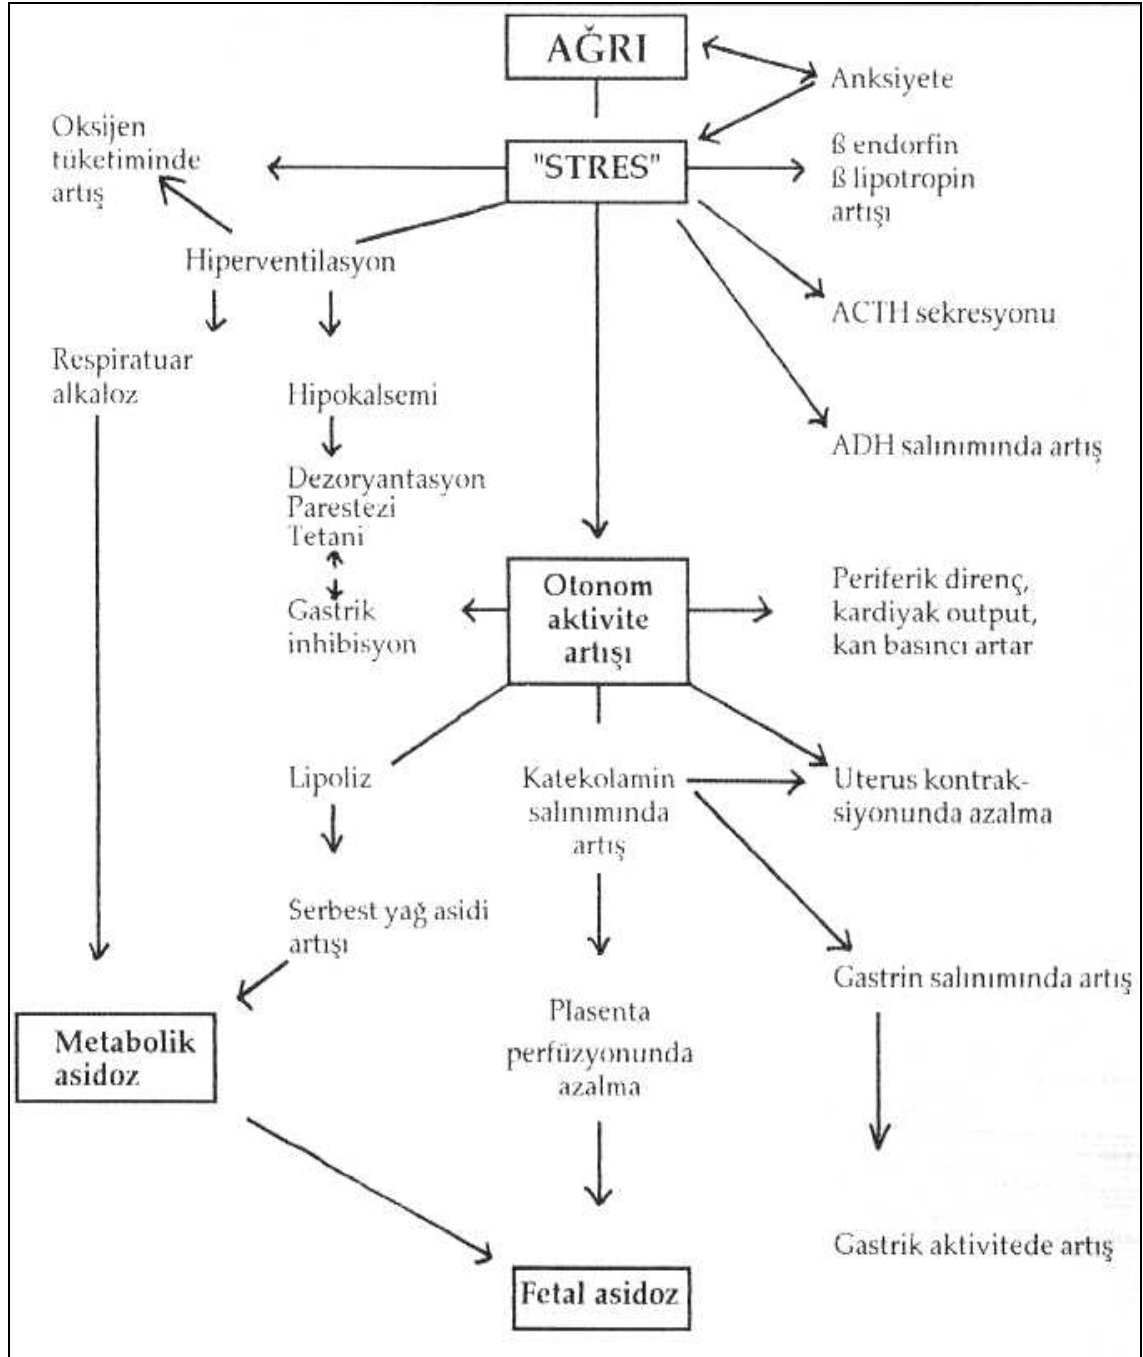 AĞRI
Anksiyete
Oksijen
tüketiminde
artış
"STRES"
ß endorfin
ß lipotropin
artışı
Hiperventilasyon
ACTH sekresyonu
Respiratuar
alkaloz
Hipokalsemi
ADH salınımında artış
Dezoryantasyon
Parestezi
Tetani
Otonom
aktivite
artışı
Periferik direnç,
kardiyak output,
kan basıncı artar
Gastrik
inhibisyon
Lipoliz
Katekolamin
salınımında
artış
Uterus kontrak-
siyonunda azalma
Serbest yağ asidi
artışı
Gastrin salınımında artış
Metabolik
asidoz
Plasenta
perfüzyonunda
azalma
Gastrik aktivitede artış
Fetal asidoz